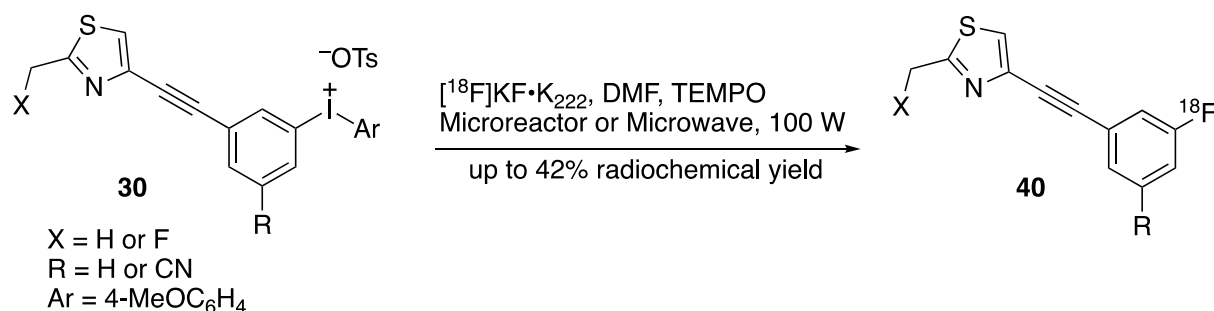 S
N
X
⁻OTs
I⁺
Ar
R
30
X = H or F
R = H or CN
Ar = 4-MeOC₆H₄
[¹⁸F]KF•K₂₂₂, DMF, TEMPO
Microreactor or Microwave, 100 W
up to 42% radiochemical yield
S
N
X
¹⁸F
R
40